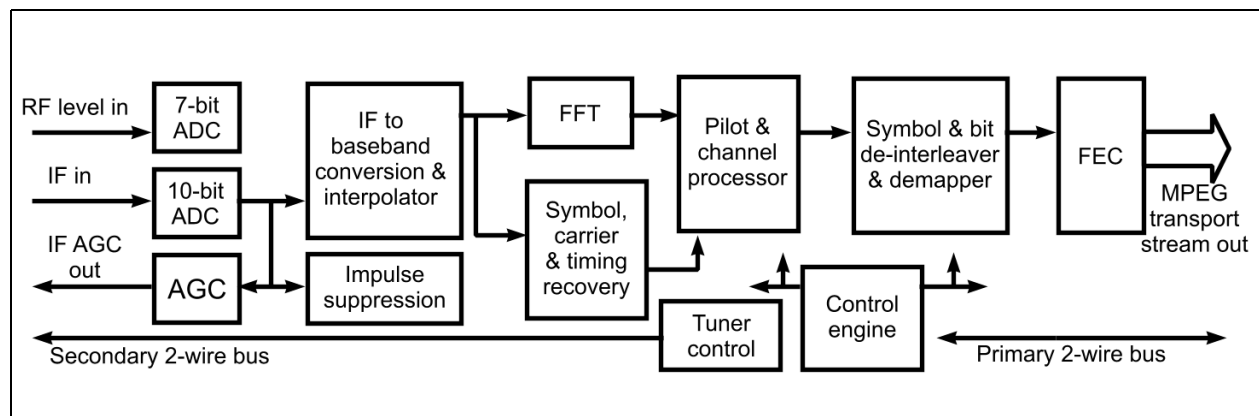 RF level in
7-bit
ADC
IF in
10-bit
ADC
IF AGC
out
AGC
IF to
baseband
conversion &
interpolator
Impulse
suppression
FFT
Symbol,
carrier
& timing
recovery
Pilot &
channel
processor
Symbol & bit
de-interleaver
& demapper
FEC
MPEG
transport
stream out
Tuner
control
Control
engine
Secondary 2-wire bus
Primary 2-wire bus